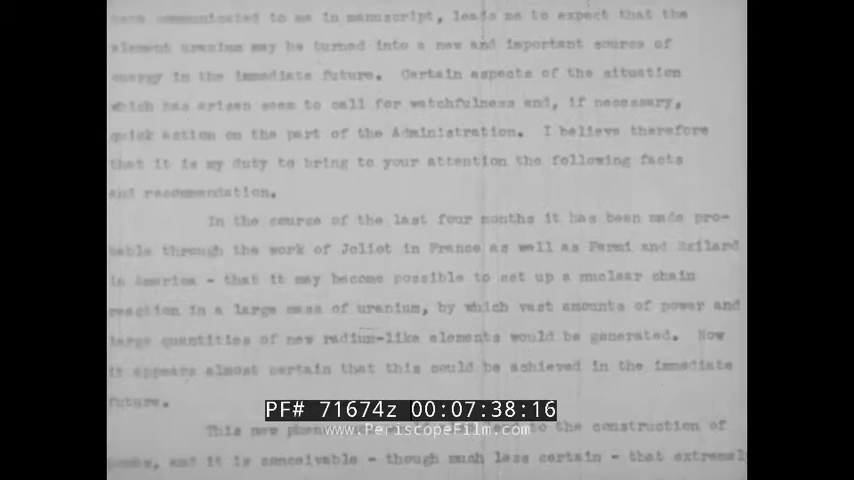 been communicated to me in manuscript, leads me to expect that the
element uranium may be turned into a new and important source of
energy in the immediate future. Certain aspects of the situation
which has arisen seem to call for watchfulness and, if necessary,
quick action on the part of the Administration. I believe therefore
that it is my duty to bring to your attention the following facts
and recommendation.
In the course of the last four months it has been made pro-
bable through the work of Joliot in France as well as Fermi and Szilard
in America - that it may become possible to set up a nuclear chain
reaction in a large mass of uranium, by which vast amounts of power and
large quantities of new radium-like elements would be generated. Now
it appears almost certain that this could be achieved in the immediate
future.
PF# 71674z 00:07:38:16
This new to the construction of
www.PeriscopeFilm.com
bombs, and it is conceivable - though much less certain - that extremel